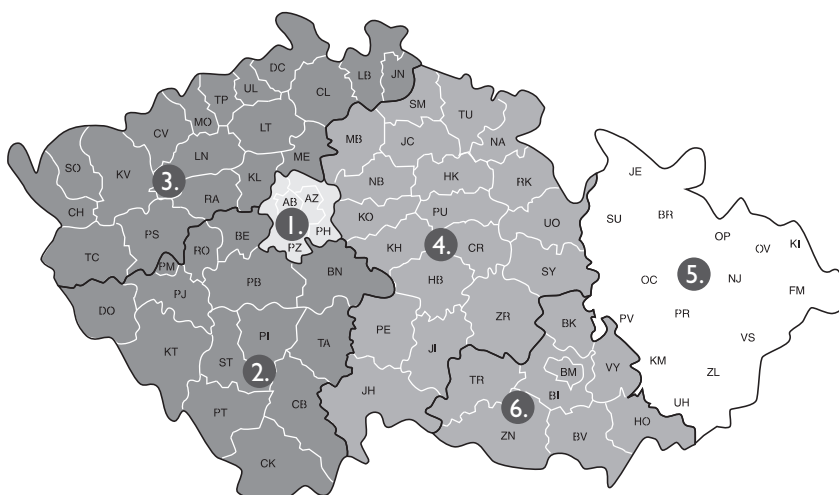 DC
LB
JN
TP
UL
CL
SM
CV
MO
LT
TU
MB
JC
NA
SO
KV
3.
LN
ME
KL
NB
HK
RK
JE
CH
RA
AB
AZ
KO
PU
SU
BR
PS
1.
PH
UO
OP
OV
KI
TC
RO
BE
PZ
KH
4.
CR
PM
BN
SY
OC
5.
NJ
FM
PJ
PB
HB
DO
PE
ZR
PV
PR
KT
PI
TA
JI
BK
VS
ST
2.
KM
TR
BM
VY
ZL
JH
BI
PT
CB
6.
UH
ZN
BV
HO
CK